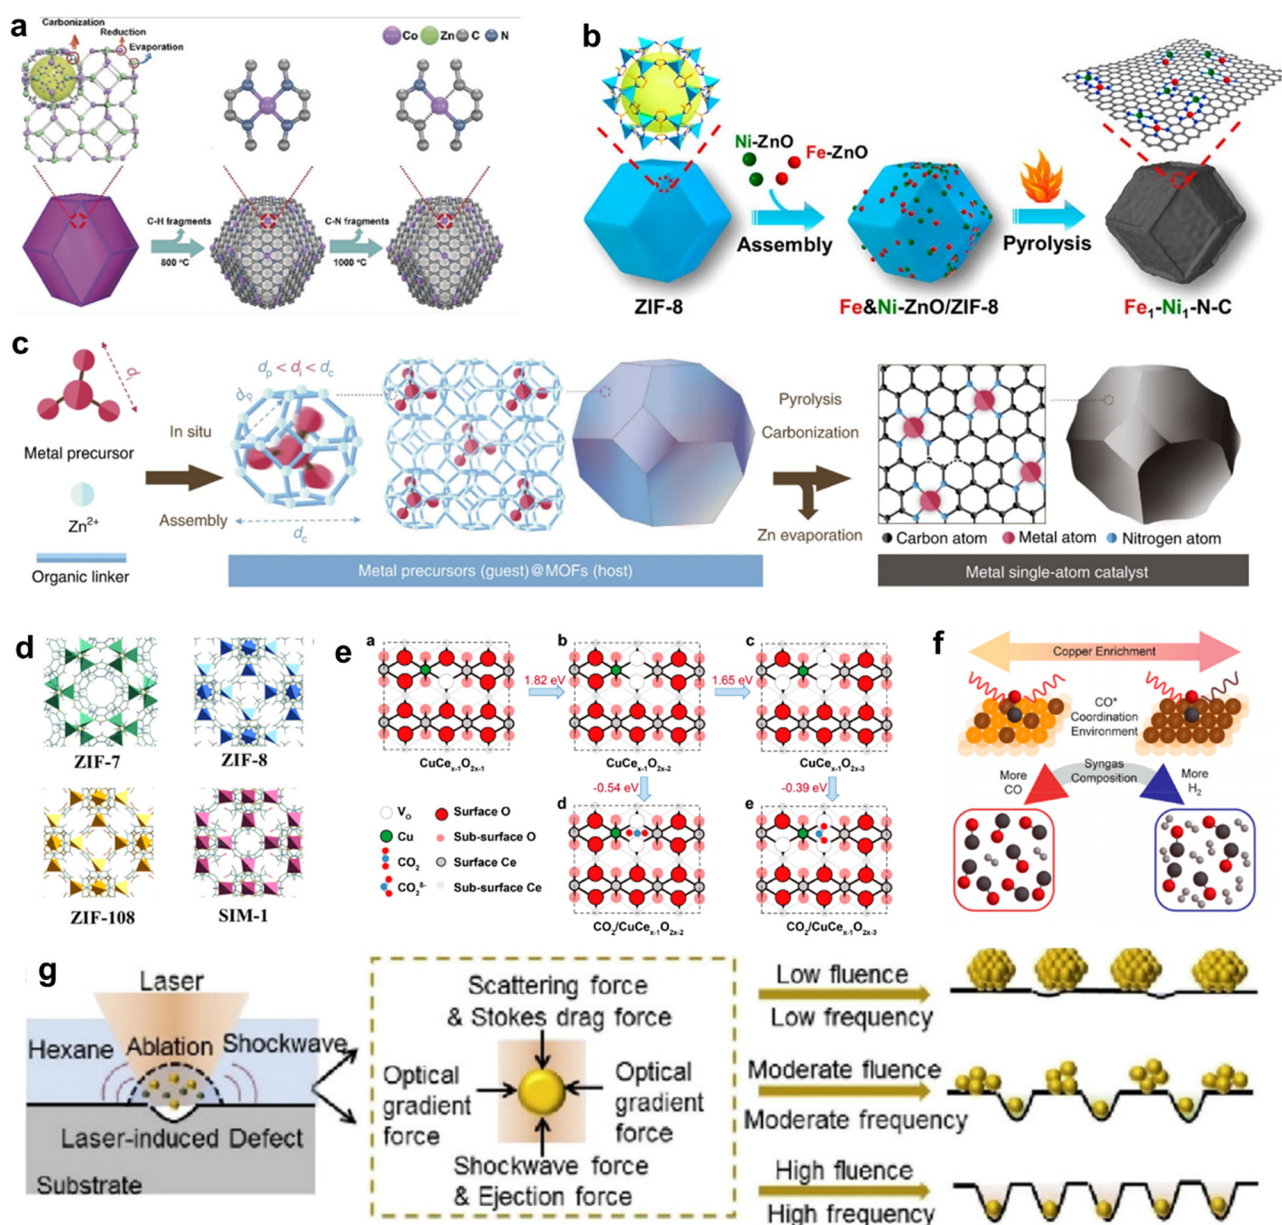 a
Carbonization
Reduction
Evaporation
Co Zn C N
C-H fragments
800 °C
C-N fragments
1000 °C
b
Ni-ZnO
Fe-ZnO
Assembly
Pyrolysis
ZIF-8
Fe&Ni-ZnO/ZIF-8
Fe₁-Ni₁-N-C
c
dᵢ
Metal precursor
Zn²⁺
Organic linker
In situ
Assembly
dₚ < dᵢ < d꜀
dₚ
d꜀
Metal precursors (guest)@MOFs (host)
Pyrolysis
Carbonization
Zn evaporation
Carbon atom Metal atom Nitrogen atom
Metal single-atom catalyst
d
ZIF-7
ZIF-8
ZIF-108
SIM-1
e
a
b
c
1.82 eV
1.65 eV
CuCeₓ₋₁O₂ₓ₋₁
CuCeₓ₋₁O₂ₓ₋₂
CuCeₓ₋₁O₂ₓ₋₃
-0.54 eV
-0.39 eV
d
e
V_O
Surface O
Cu
Sub-surface O
CO₂
Surface Ce
CO₂^δ-
Sub-surface Ce
CO₂/CuCeₓ₋₁O₂ₓ₋₂
CO₂/CuCeₓ₋₁O₂ₓ₋₃
f
Copper Enrichment
CO*
Coordination
Environment
More
CO
Syngas
Composition
More
H₂
g
Laser
Hexane Ablation Shockwave
Laser-induced Defect
Substrate
Scattering force
& Stokes drag force
Optical
gradient
force
Optical
gradient
force
Shockwave force
& Ejection force
Low fluence
Low frequency
Moderate fluence
Moderate frequency
High fluence
High frequency